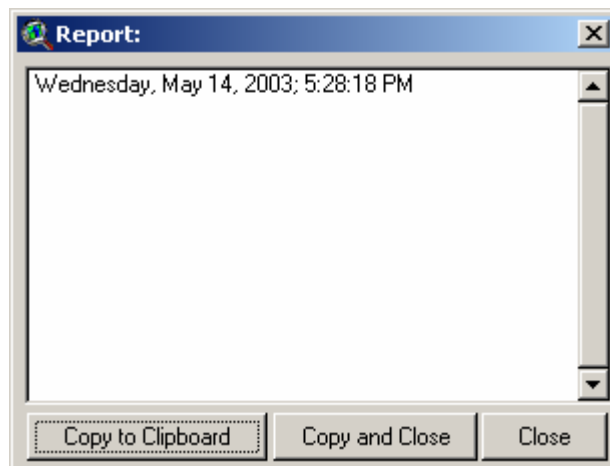 Report:
Wednesday, May 14, 2003; 5:28:18 PM
Copy to Clipboard
Copy and Close
Close